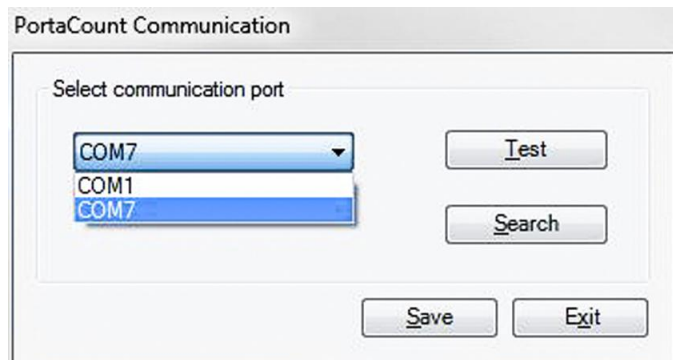 PortaCount Communication
Select communication port
COM7
Test
COM1
COM7
Search
Save
Exit